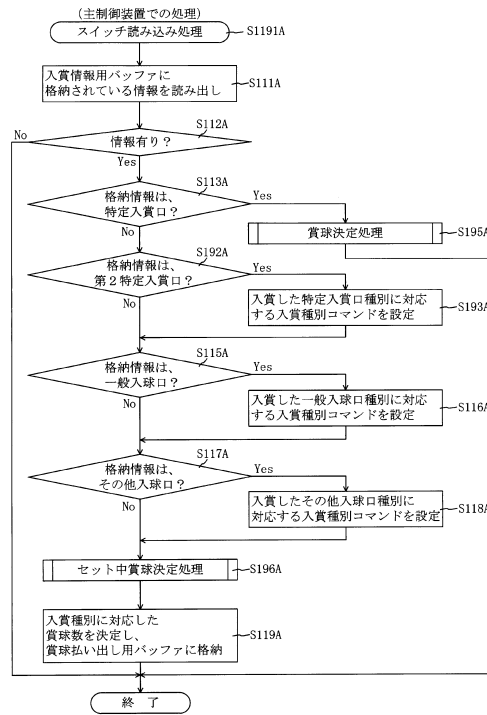 (主制御装置での処理)
スイッチ読み込み処理
S1191A
入賞情報用バッファに
格納されている情報を読み出し
S111A
S112A
No
情報有り?
Yes
S113A
格納情報は、
特定入賞口?
Yes
No
賞球決定処理
S195A
S192A
格納情報は、
第2特定入賞口?
Yes
No
入賞した特定入賞口種別に対応
する入賞種別コマンドを設定
S193A
S115A
格納情報は、
一般入球口?
Yes
No
入賞した一般入球口種別に対応
する入賞種別コマンドを設定
S116A
S117A
格納情報は、
その他入球口?
Yes
No
入賞したその他入球口種別に
対応する入賞種別コマンドを設定
S118A
セット中賞球決定処理
S196A
入賞種別に対応した
賞球数を決定し、
賞球払い出し用バッファに格納
S119A
終 了